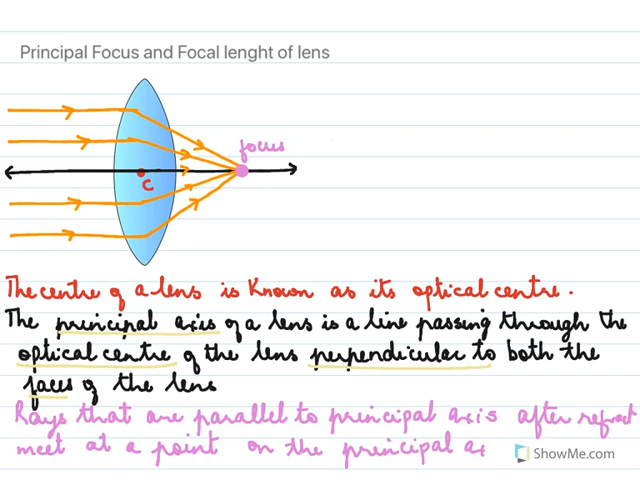 Principal Focus and Focal lenght of lens
focus
C
The centre of a lens is known as its optical centre.
The principal axis of a lens is a line passing through the
optical centre of the lens perpendicular to both the
faces of the lens
Rays that are parallel to principal axis after refract
meet at a point on the principal ax
ShowMe.com